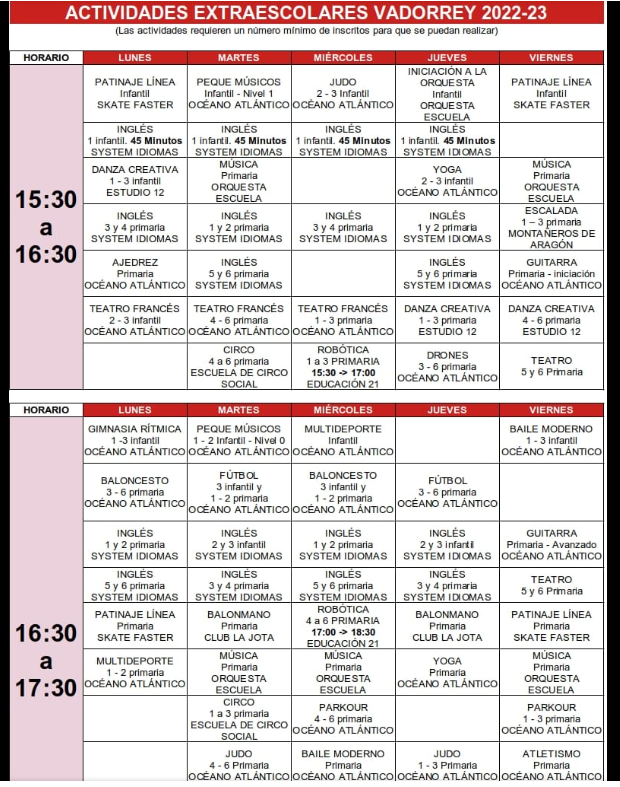 ACTIVIDADES EXTRAESCOLARES VADORREY 2022-23
(Las actividades requieren un número mínimo de inscritos para que se puedan realizar)
HORARIO LUNES MARTES MIÉRCOLES JUEVES VIERNES
15:30
a
16:30
PATINAJE LÍNEA
Infantil
SKATE FASTER
PEQUE MÚSICOS
Infantil - Nivel 1
OCÉANO ATLÁNTICO
JUDO
2 - 3 Infantil
OCÉANO ATLÁNTICO
INICIACIÓN A LA
ORQUESTA
Infantil
ORQUESTA
ESCUELA
PATINAJE LÍNEA
Infantil
SKATE FASTER
INGLÉS
1 infantil. 45 Minutos
SYSTEM IDIOMAS
INGLÉS
1 infantil. 45 Minutos
SYSTEM IDIOMAS
INGLÉS
1 infantil. 45 Minutos
SYSTEM IDIOMAS
INGLÉS
1 infantil. 45 Minutos
SYSTEM IDIOMAS
DANZA CREATIVA
1 - 3 infantil
ESTUDIO 12
MÚSICA
Primaria
ORQUESTA
ESCUELA
YOGA
2 - 3 infantil
OCÉANO ATLÁNTICO
MÚSICA
Primaria
ORQUESTA
ESCUELA
INGLÉS
3 y 4 primaria
SYSTEM IDIOMAS
INGLÉS
1 y 2 primaria
SYSTEM IDIOMAS
INGLÉS
3 y 4 primaria
SYSTEM IDIOMAS
INGLÉS
1 y 2 primaria
SYSTEM IDIOMAS
ESCALADA
1 – 3 primaria
MONTAÑEROS DE
ARAGÓN
AJEDREZ
Primaria
OCÉANO ATLÁNTICO
INGLÉS
5 y 6 primaria
SYSTEM IDIOMAS
INGLÉS
5 y 6 primaria
SYSTEM IDIOMAS
GUITARRA
Primaria - iniciación
OCÉANO ATLÁNTICO
TEATRO FRANCÉS
2 - 3 infantil
OCÉANO ATLÁNTICO
TEATRO FRANCÉS
4 - 6 primaria
OCÉANO ATLÁNTICO
TEATRO FRANCÉS
1 - 3 primaria
OCÉANO ATLÁNTICO
DANZA CREATIVA
1 - 3 primaria
ESTUDIO 12
DANZA CREATIVA
4 - 6 primaria
ESTUDIO 12
CIRCO
4 a 6 primaria
ESCUELA DE CIRCO
SOCIAL
ROBÓTICA
1 a 3 PRIMARIA
15:30 -> 17:00
EDUCACIÓN 21
DRONES
3 - 6 primaria
OCÉANO ATLÁNTICO
TEATRO
5 y 6 Primaria
HORARIO LUNES MARTES MIÉRCOLES JUEVES VIERNES
16:30
a
17:30
GIMNASIA RÍTMICA
1 -3 infantil
OCÉANO ATLÁNTICO
PEQUE MÚSICOS
1 - 2 Infantil - Nivel 0
OCÉANO ATLÁNTICO
MULTIDEPORTE
Infantil
OCÉANO ATLÁNTICO
BAILE MODERNO
1 - 3 infantil
OCÉANO ATLÁNTICO
BALONCESTO
3 - 6 primaria
OCÉANO ATLÁNTICO
FÚTBOL
3 infantil y
1 - 2 primaria
OCÉANO ATLÁNTICO
BALONCESTO
3 infantil y
1 - 2 primaria
OCÉANO ATLÁNTICO
FÚTBOL
3 - 6 primaria
OCÉANO ATLÁNTICO
INGLÉS
1 y 2 primaria
SYSTEM IDIOMAS
INGLÉS
2 y 3 infantil
SYSTEM IDIOMAS
INGLÉS
1 y 2 primaria
SYSTEM IDIOMAS
INGLÉS
2 y 3 infantil
SYSTEM IDIOMAS
GUITARRA
Primaria - Avanzado
OCÉANO ATLÁNTICO
INGLÉS
5 y 6 primaria
SYSTEM IDIOMAS
INGLÉS
3 y 4 primaria
SYSTEM IDIOMAS
INGLÉS
5 y 6 primaria
SYSTEM IDIOMAS
INGLÉS
3 y 4 primaria
SYSTEM IDIOMAS
TEATRO
5 y 6 Primaria
PATINAJE LÍNEA
Primaria
SKATE FASTER
BALONMANO
Primaria
CLUB LA JOTA
ROBÓTICA
4 a 6 PRIMARIA
17:00 -> 18:30
EDUCACIÓN 21
BALONMANO
Primaria
CLUB LA JOTA
PATINAJE LÍNEA
Primaria
SKATE FASTER
MULTIDEPORTE
1 - 2 primaria
OCÉANO ATLÁNTICO
MÚSICA
Primaria
ORQUESTA
ESCUELA
MÚSICA
Primaria
ORQUESTA
ESCUELA
YOGA
Primaria
OCÉANO ATLÁNTICO
MÚSICA
Primaria
ORQUESTA
ESCUELA
CIRCO
1 a 3 primaria
ESCUELA DE CIRCO
SOCIAL
PARKOUR
4 - 6 primaria
OCÉANO ATLÁNTICO
PARKOUR
1 - 3 primaria
OCÉANO ATLÁNTICO
JUDO
4 - 6 Primaria
OCÉANO ATLÁNTICO
BAILE MODERNO
Primaria
OCÉANO ATLÁNTICO
JUDO
1 - 3 Primaria
OCÉANO ATLÁNTICO
ATLETISMO
Primaria
OCÉANO ATLÁNTICO